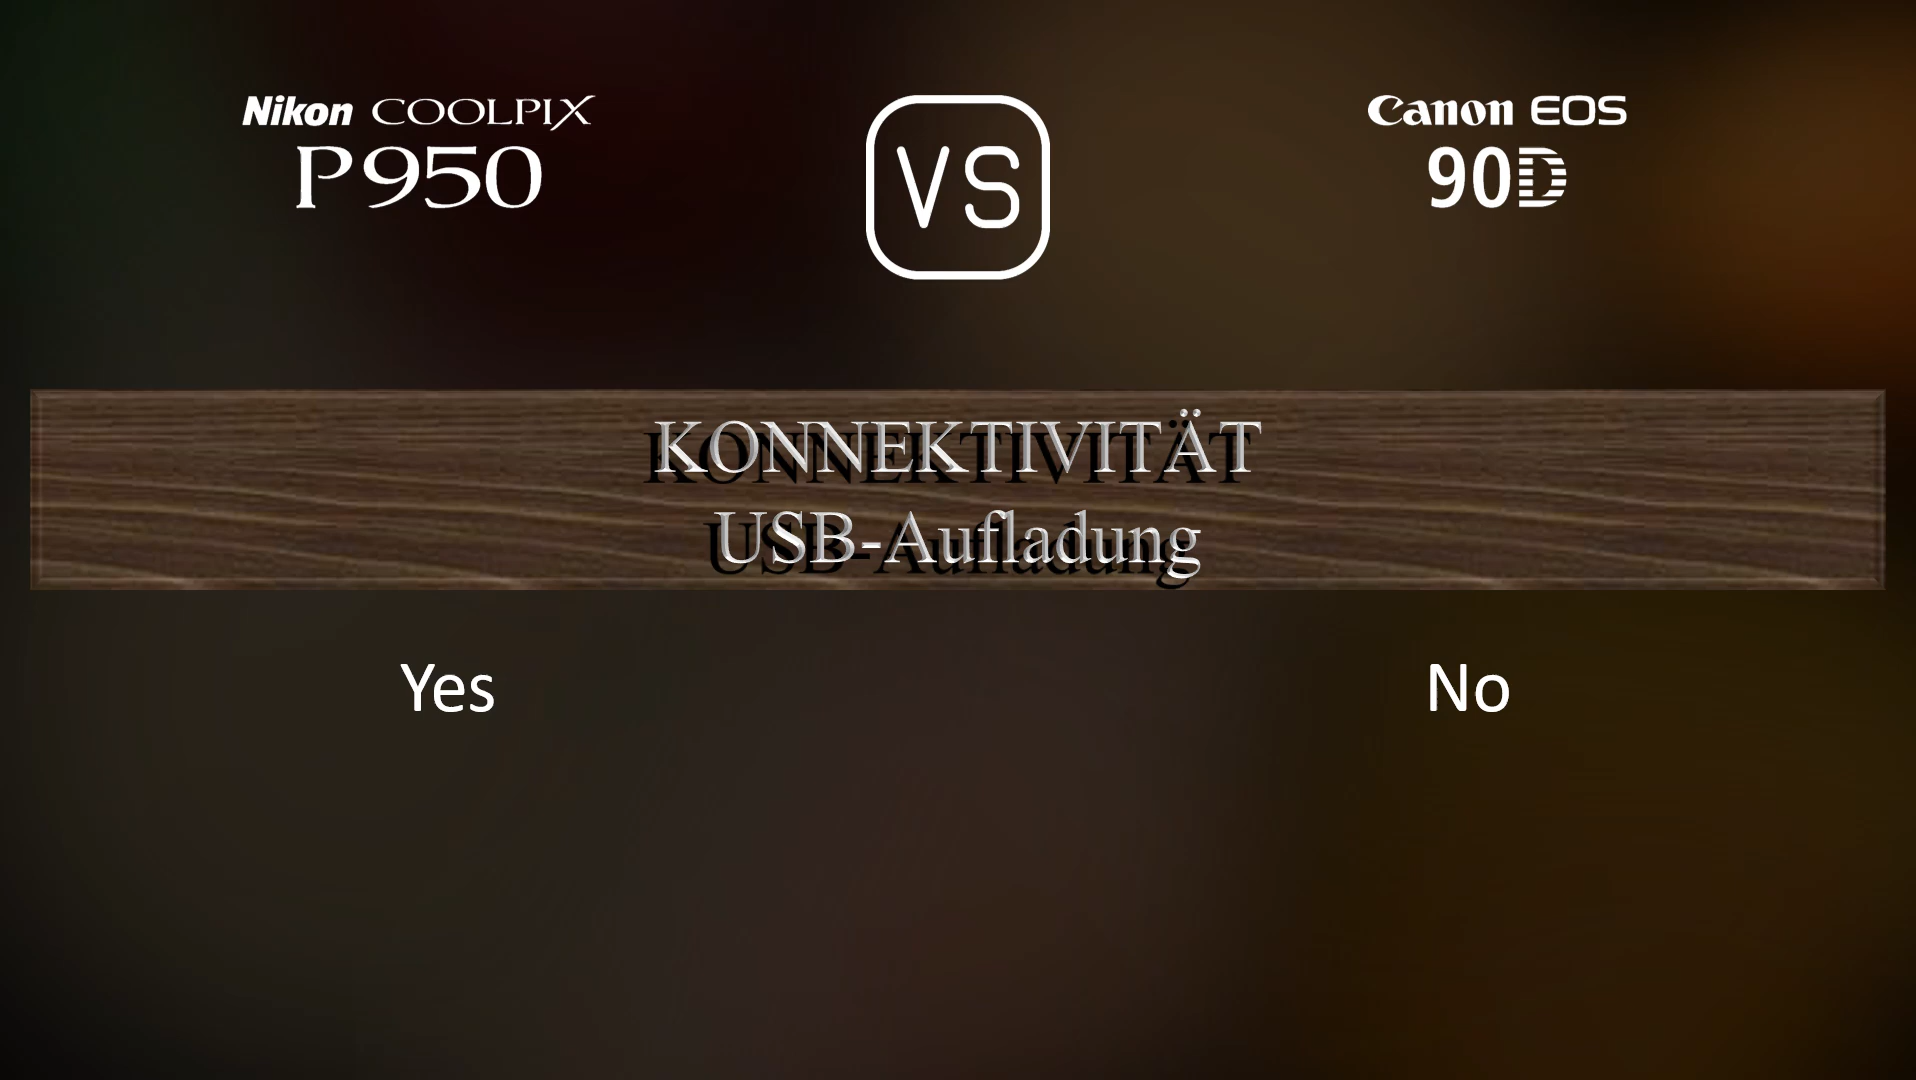 Nikon COOLPIX
P950
VS
Canon EOS
90D
KONNEKTIVITÄT
USB-Aufladung
Yes
No